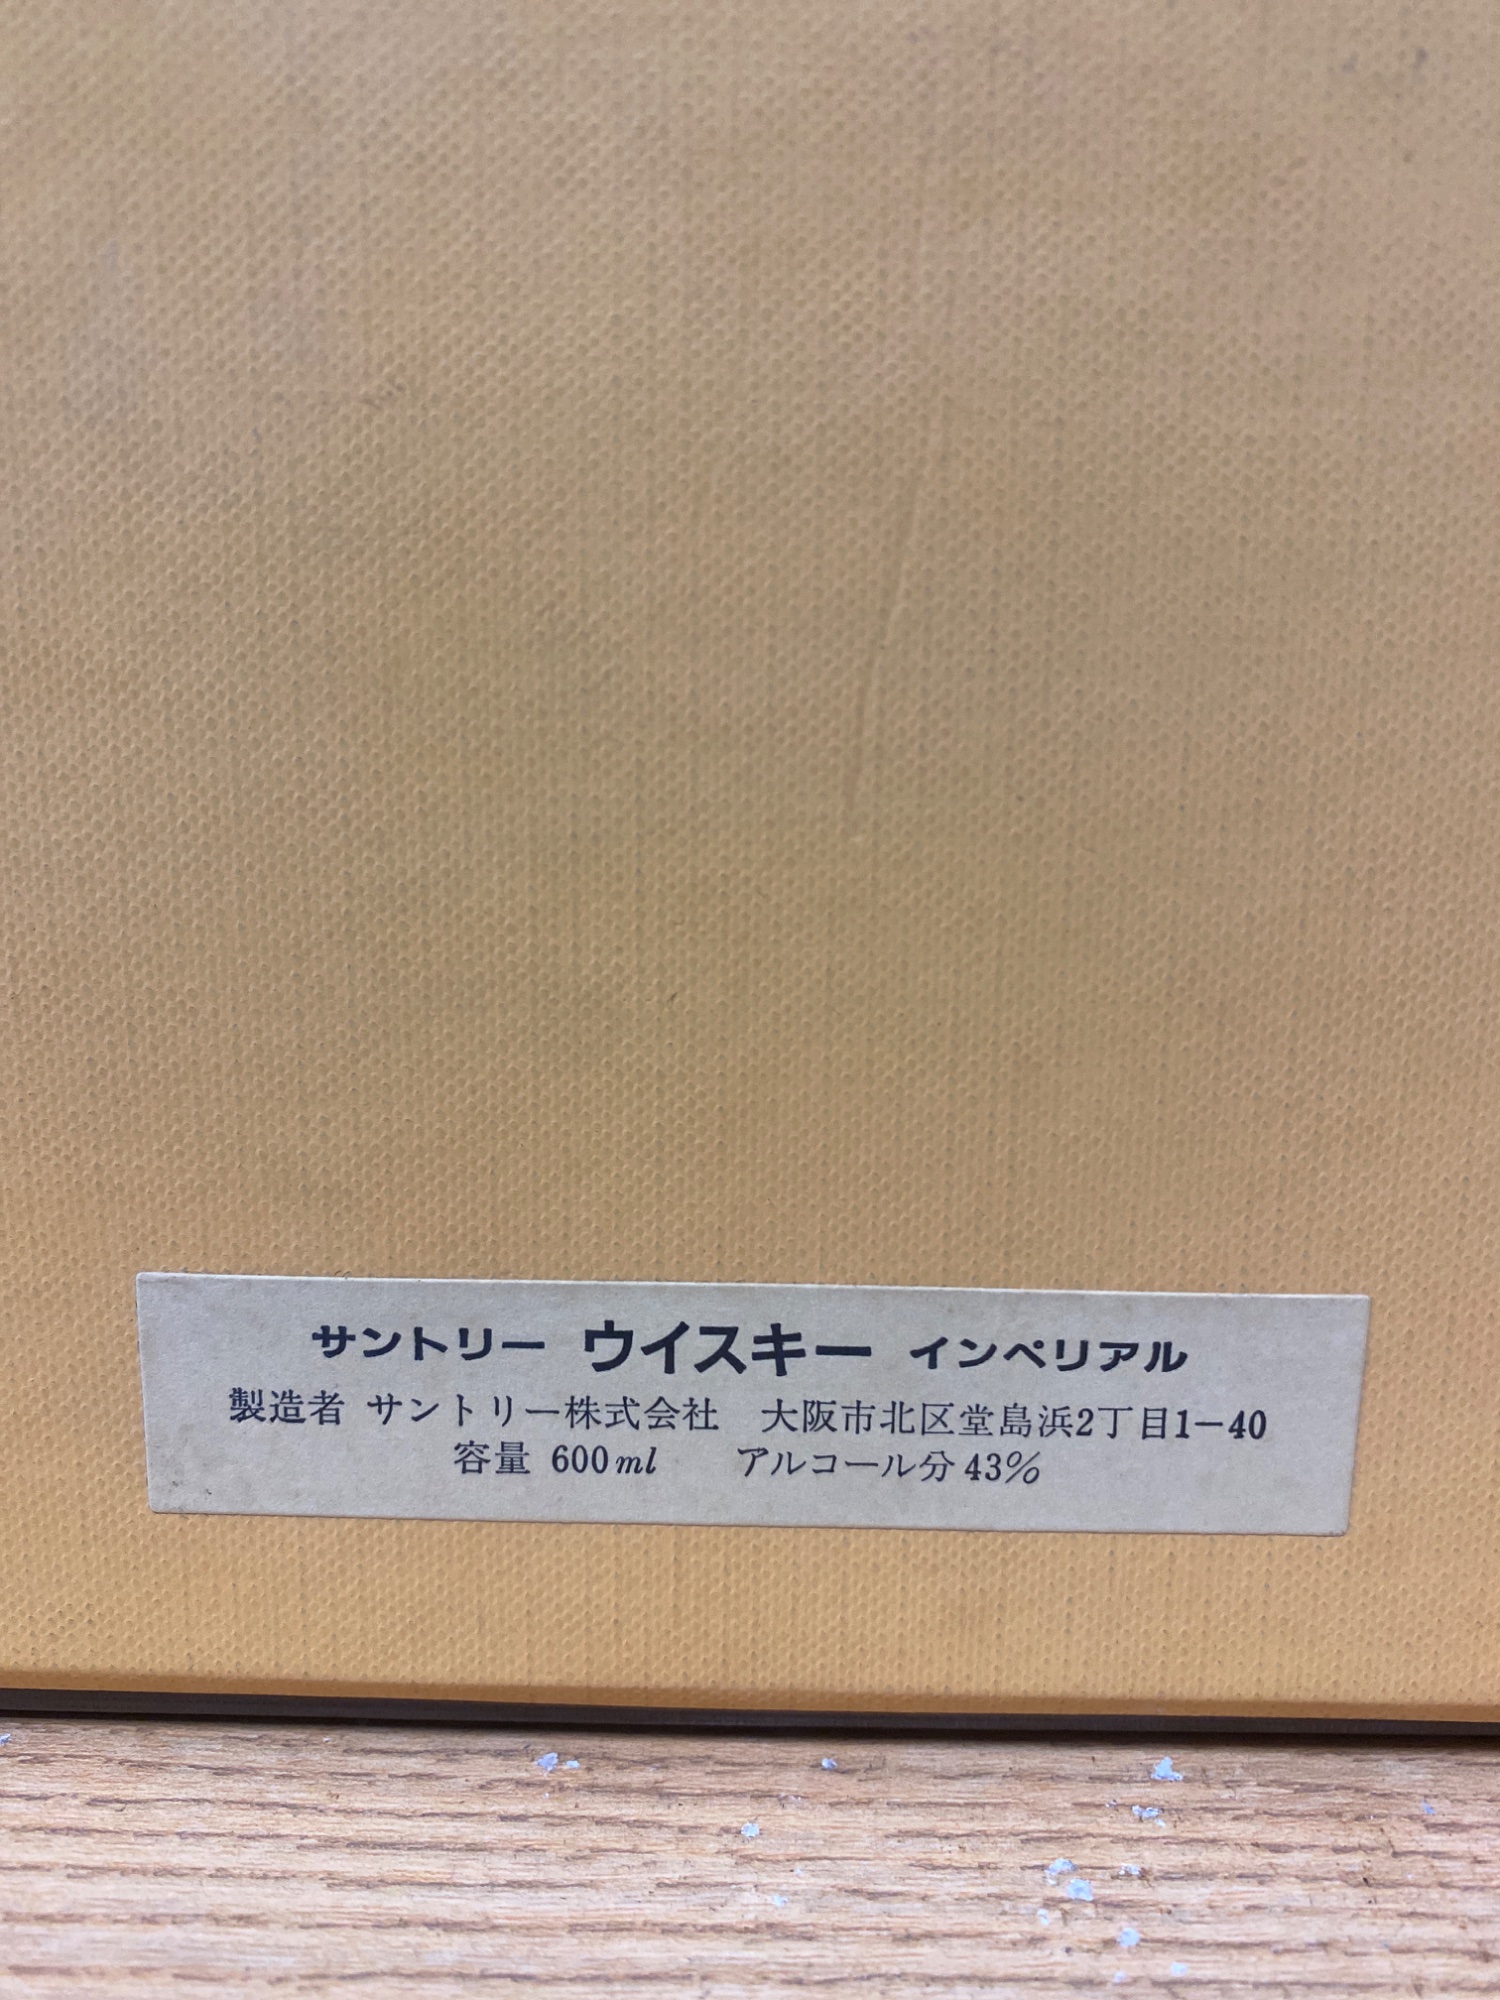 サントリー ウイスキー インペリアル
製造者 サントリー株式会社 大阪市北区堂島浜2丁目1-40
容量 600ml アルコール分43%